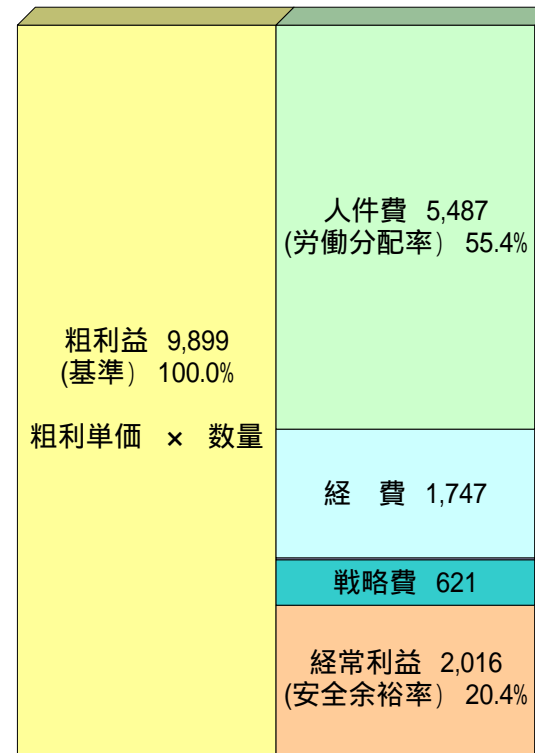 粗利益 9,899
(基準) 100.0%
粗利単価 × 数量
人件費 5,487
(労働分配率) 55.4%
経 費 1,747
戦略費 621
経常利益 2,016
(安全余裕率) 20.4%